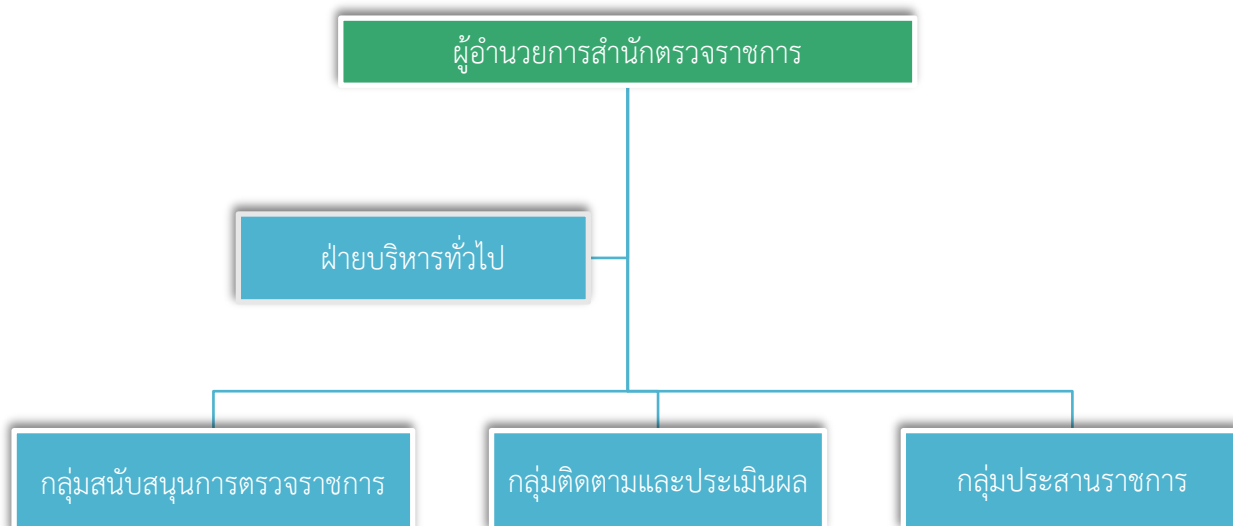 ผู้อำนวยการสำนักตรวจราชการ
ฝ่ายบริหารทั่วไป
กลุ่มสนับสนุนการตรวจราชการ
กลุ่มติดตามและประเมินผล
กลุ่มประสานราชการ